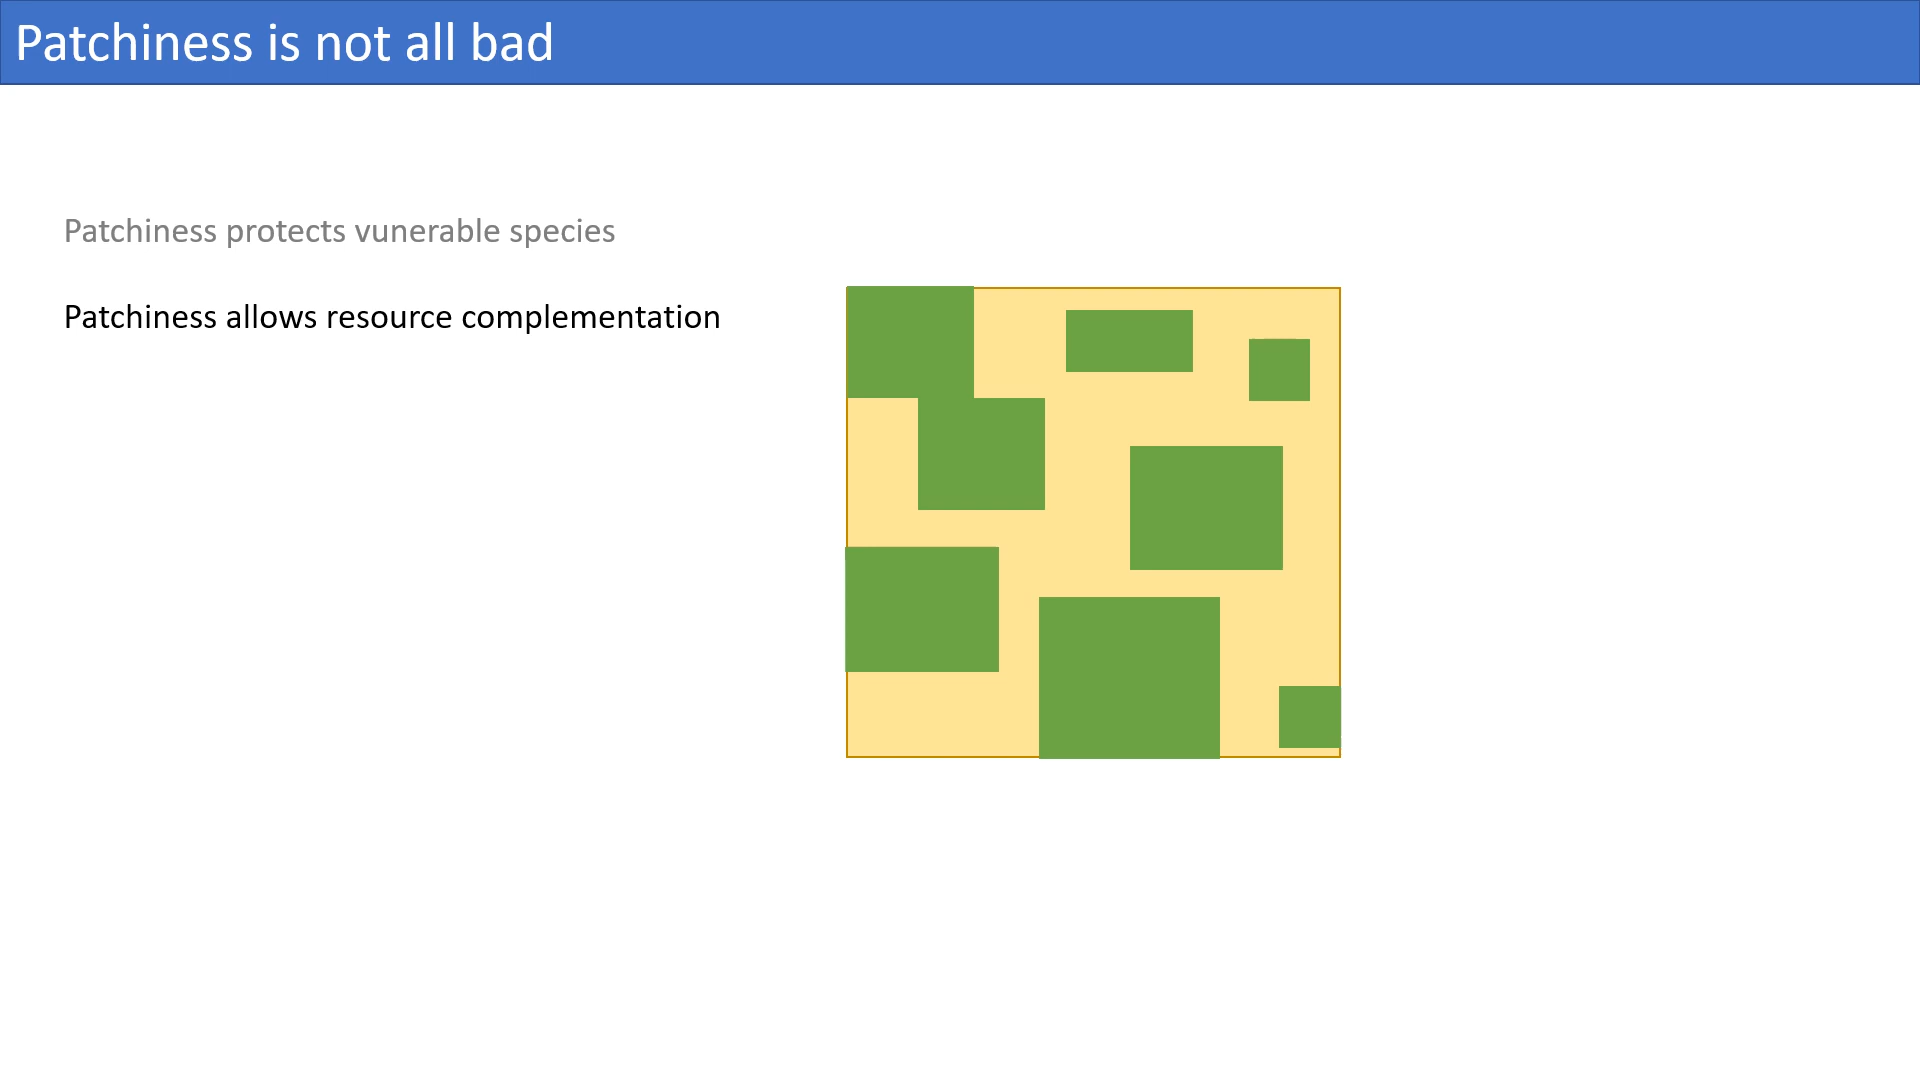 Patchiness is not all bad
Patchiness protects vunerable species
Patchiness allows resource complementation